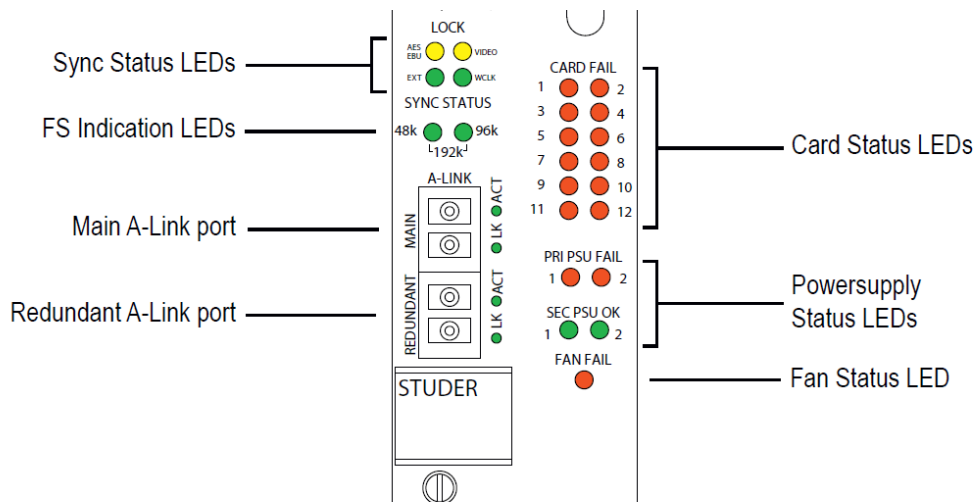 Sync Status LEDs
FS Indication LEDs
Main A-Link port
Redundant A-Link port
LOCK
AES EBU VIDEO
EXT WCLK
SYNC STATUS
48k 96k
192k
A-LINK
MAIN
ACT
LK
REDUNDANT
ACT
LK
STUDER
CARD FAIL
1 2
3 4
5 6
7 8
9 10
11 12
PRI PSU FAIL
1 2
SEC PSU OK
1 2
FAN FAIL
Card Status LEDs
Powersupply
Status LEDs
Fan Status LED